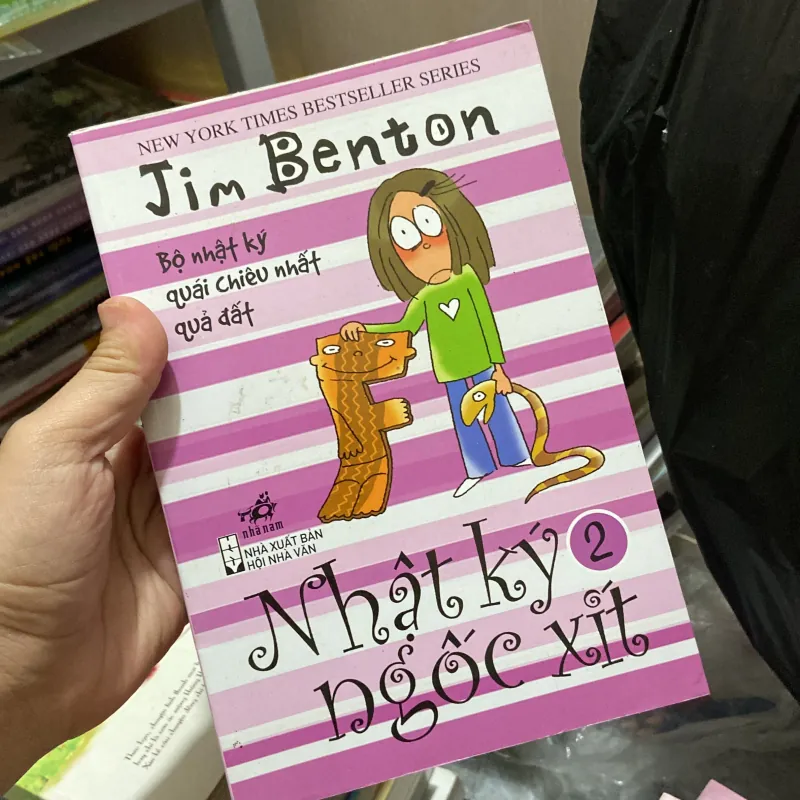 NEW YORK TIMES BESTSELLER SERIES
Jim Benton
Bộ nhật ký
quái chiêu nhất
quả đất
nhã nam
NHÀ XUẤT BẢN
HỘI NHÀ VĂN
Nhật ký 2
ngốc xít